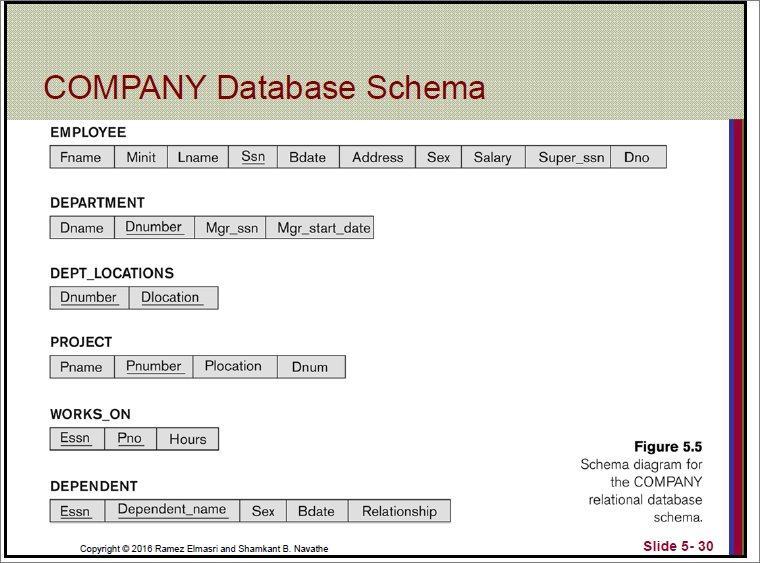 COMPANY Database Schema
EMPLOYEE
Fname Minit Lname Ssn Bdate Address Sex Salary Super_ssn Dno
DEPARTMENT
Dname Dnumber Mgr_ssn Mgr_start_date
DEPT_LOCATIONS
Dnumber Dlocation
PROJECT
Pname Pnumber Plocation Dnum
WORKS_ON
Essn Pno Hours
DEPENDENT
Essn Dependent_name Sex Bdate Relationship
Figure 5.5
Schema diagram for
the COMPANY
relational database
schema.
Copyright © 2016 Ramez Elmasri and Shamkant B. Navathe
Slide 5- 30